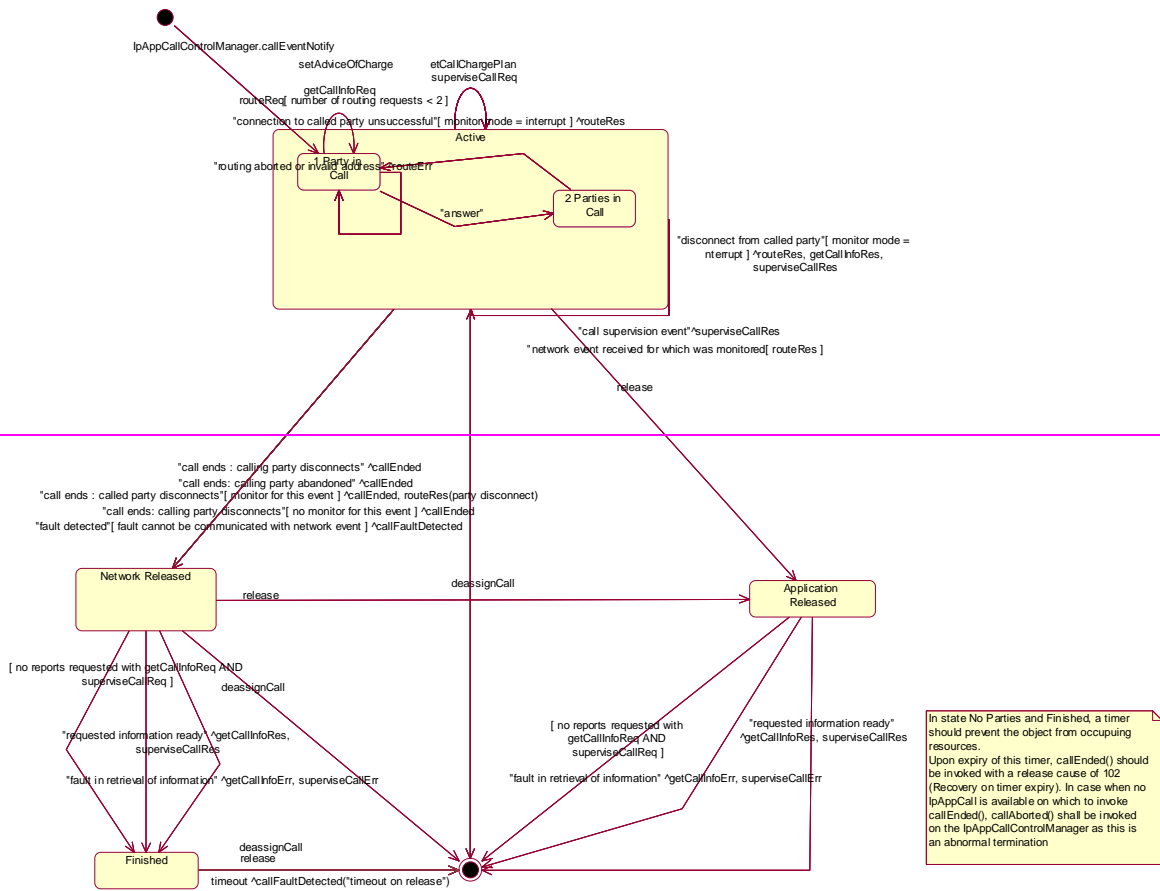 IpAppCallControlManager.callEventNotify
setAdviceOfCharge
etCallChargePlan
superviseCallReq
getCallInfoReq
routeReq[ number of routing requests < 2 ]
"connection to called party unsuccessful"[ monitor mode = interrupt ] ^routeRes
Active
1 Party in
Call
"routing aborted or invalid address" ^routeErr
2 Parties in
Call
"answer"
"disconnect from called party"[ monitor mode =
nterrupt ] ^routeRes, getCallInfoRes,
superviseCallRes
"call supervision event"^superviseCallRes
"network event received for which was monitored[ routeRes ]
release
"call ends : calling party disconnects" ^callEnded
"call ends: calling party abandoned" ^callEnded
"call ends : called party disconnects"[ monitor for this event ] ^callEnded, routeRes(party disconnect)
"call ends: calling party disconnects"[ no monitor for this event ] ^callEnded
"fault detected"[ fault cannot be communicated with network event ] ^callFaultDetected
Network Released
release
deassignCall
Application
Released
[ no reports requested with getCallInfoReq AND
superviseCallReq ]
deassignCall
"requested information ready" ^getCallInfoRes,
superviseCallRes
"fault in retrieval of information" ^getCallInfoErr, superviseCallErr
[ no reports requested with
getCallInfoReq AND
superviseCallReq ]
"requested information ready"
^getCallInfoRes, superviseCallRes
"fault in retrieval of information" ^getCallInfoErr, superviseCallErr
In state No Parties and Finished, a timer
should prevent the object from occupuing
resources.
Upon expiry of this timer, callEnded() should
be invoked with a release cause of 102
(Recovery on timer expiry). In case when no
IpAppCall is available on which to invoke
callEnded(), callAborted() shall be invoked
on the IpAppCallControlManager as this is
an abnormal termination
Finished
deassignCall
release
timeout ^callFaultDetected("timeout on release")